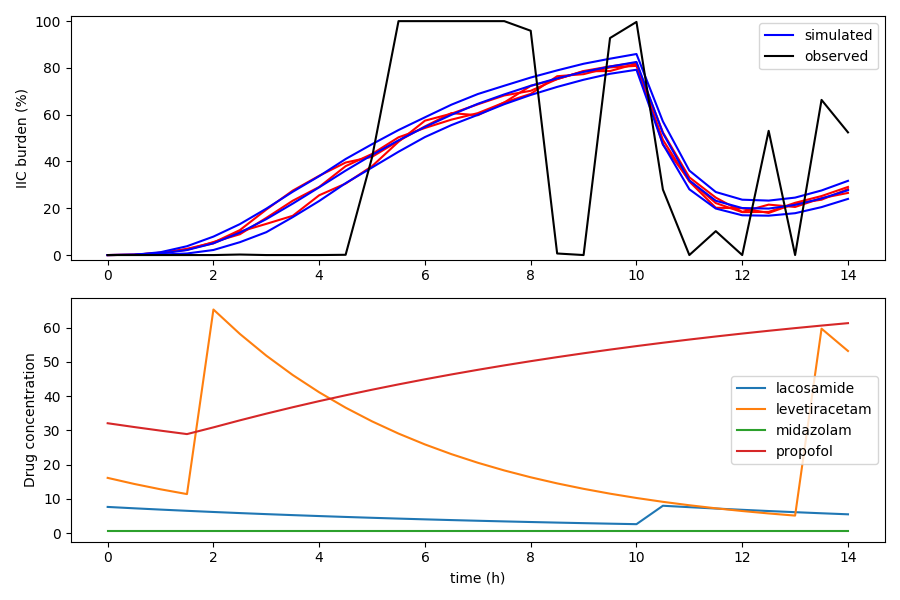 100
80
60
40
20
0
IIC burden (%)
simulated
observed
0 2 4 6 8 10 12 14
60
50
40
30
20
10
0
Drug concentration
lacosamide
levetiracetam
midazolam
propofol
0 2 4 6 8 10 12 14
time (h)